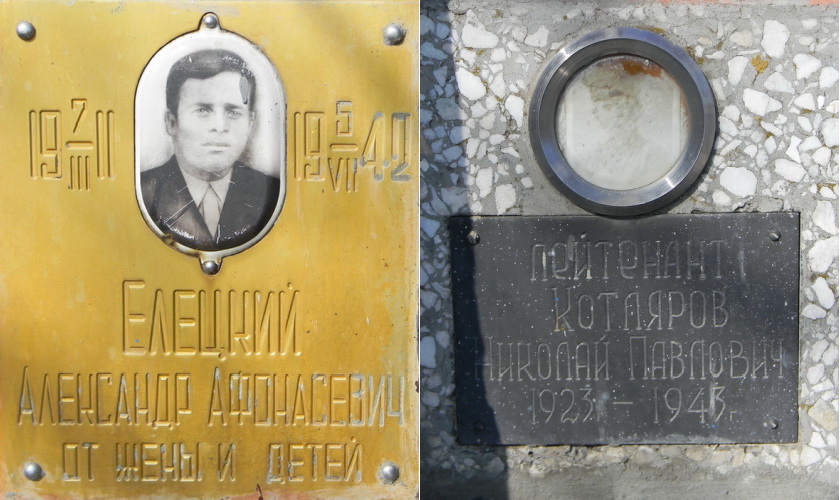 19 7/III 11 19 5/VII 42
Елецкий
Александр Афонасевич
от жены и детей
лейтенант
Котляров
Николай Павлович
1923 – 1943г.